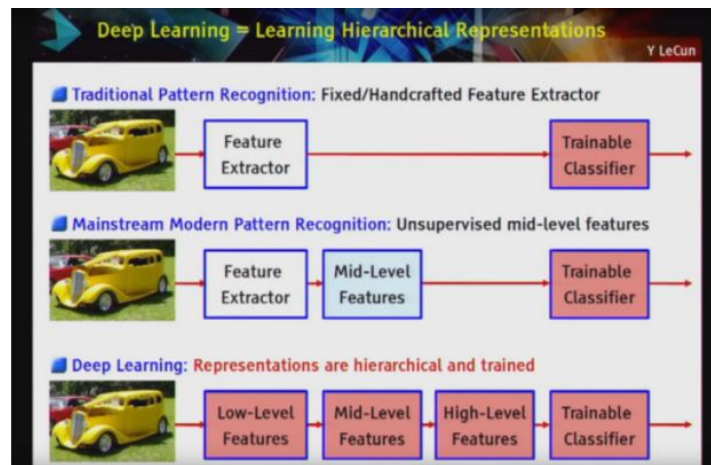 Deep Learning = Learning Hierarchical Representations
Y LeCun
Traditional Pattern Recognition: Fixed/Handcrafted Feature Extractor
Feature
Extractor
Trainable
Classifier
Mainstream Modern Pattern Recognition: Unsupervised mid-level features
Feature
Extractor
Mid-Level
Features
Trainable
Classifier
Deep Learning: Representations are hierarchical and trained
Low-Level
Features
Mid-Level
Features
High-Level
Features
Trainable
Classifier